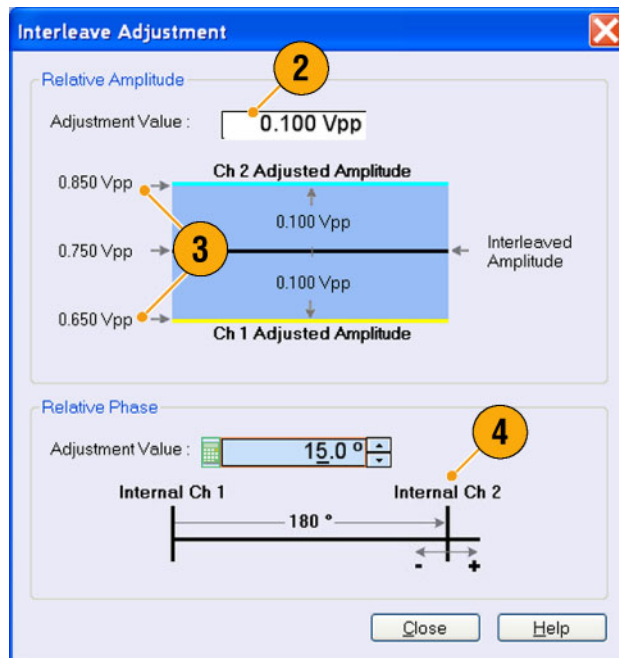 Interleave Adjustment
2
Relative Amplitude
Adjustment Value : 0.100 Vpp
Ch 2 Adjusted Amplitude
0.850 Vpp
0.100 Vpp
3
0.750 Vpp
Interleaved
Amplitude
0.100 Vpp
0.650 Vpp
Ch 1 Adjusted Amplitude
Relative Phase
4
Adjustment Value : 15.0 °
Internal Ch 1 Internal Ch 2
180 °
- +
Close Help